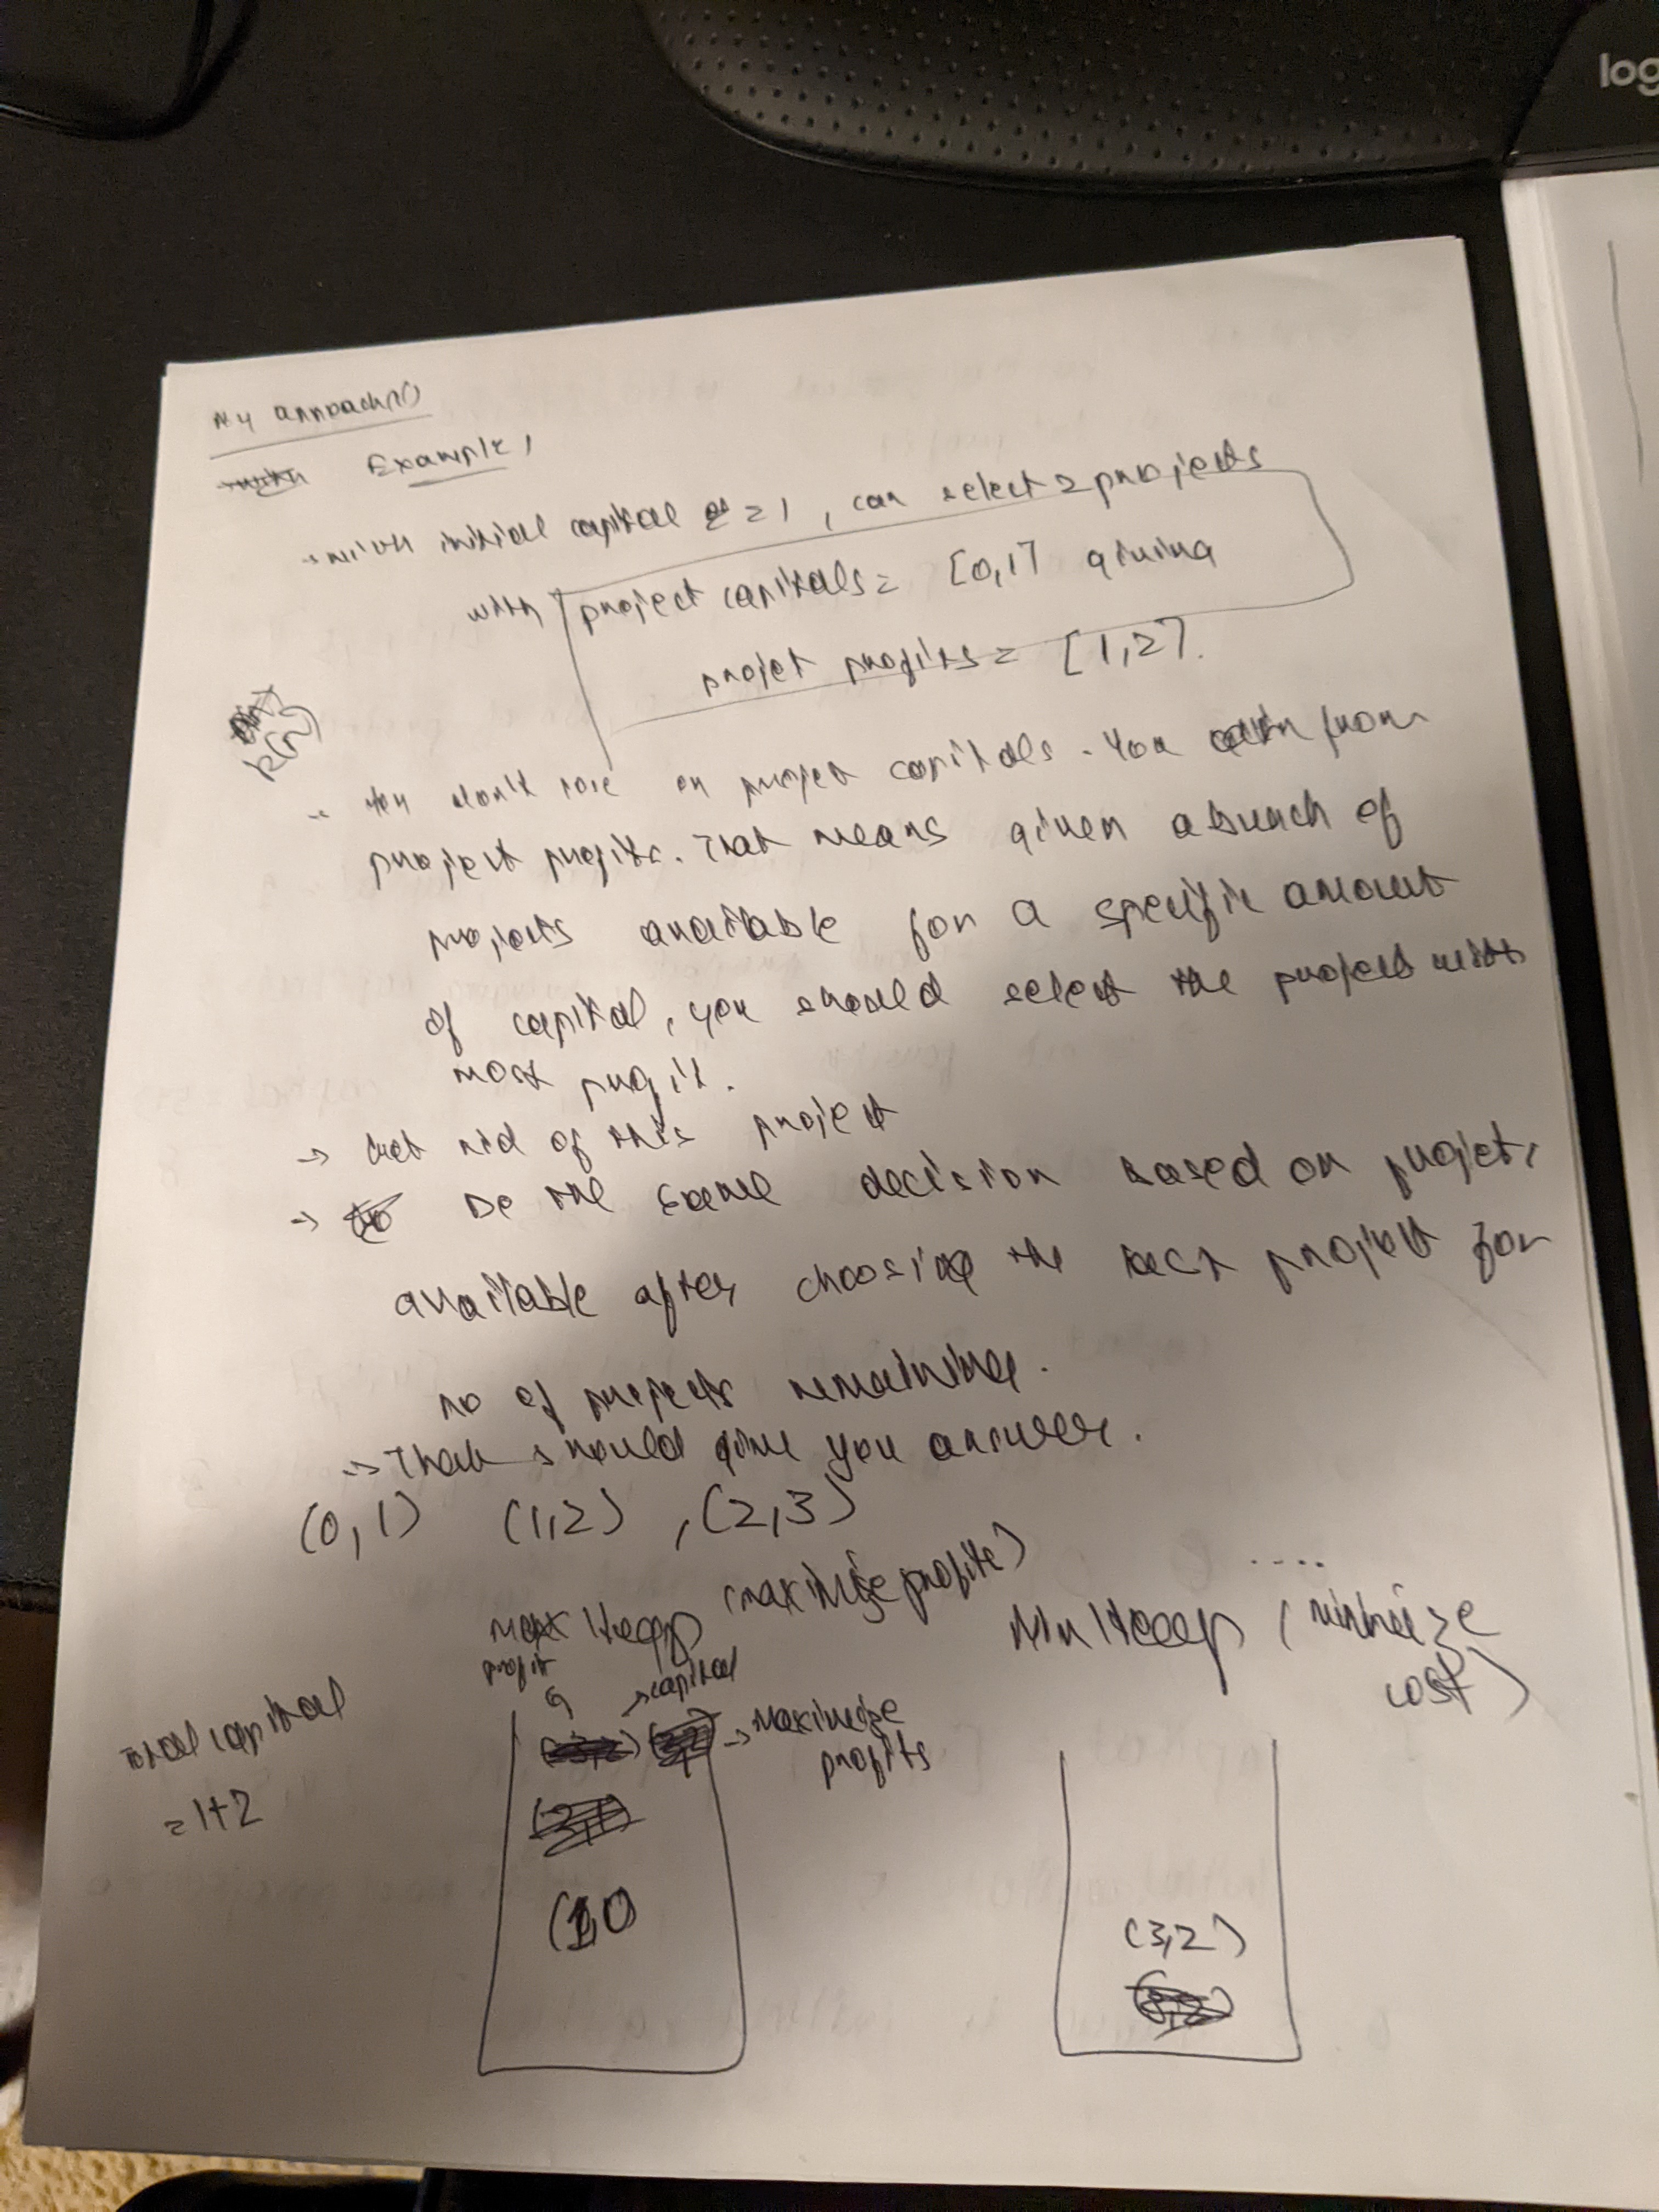 log
My approach()
Example,
→ with initial capital = 1, can select 2 projects
with project capitals = [0,1] giving
projet profits = [1,2].
k(n)
→ you don't lose on project capitals. You earn from
project profits. That means given a bunch of
projects available for a specific amount
of capital, you should select the project with
most profit.
→ Get rid of this project
→ Do the same decision based on projets
available after choosing the best project for
no of projects remaining.
→ That should give you answer.
(0,1) (1,2) , (2,3)
....
Max Heap (maximize profits)
Min Heap (minimize
cost)
profit
→ capital
→ Maximize
profits
Total capital
= 1+2
(1,0
(3,2)